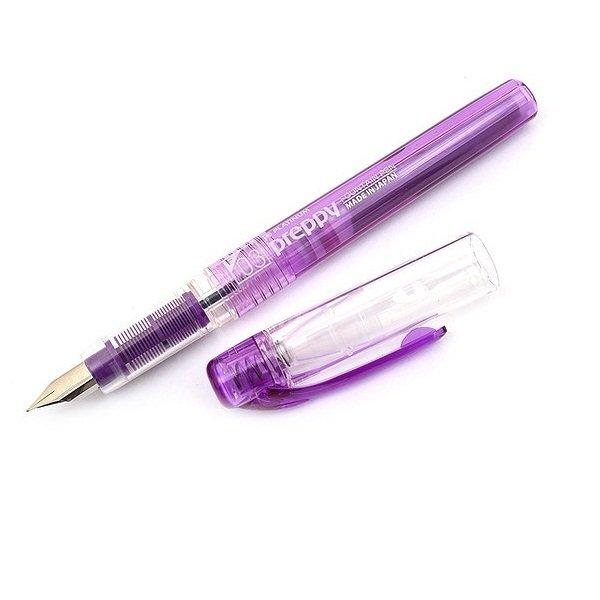 03
PLATINUM
preppy
FOUNTAIN PEN
MADE IN JAPAN